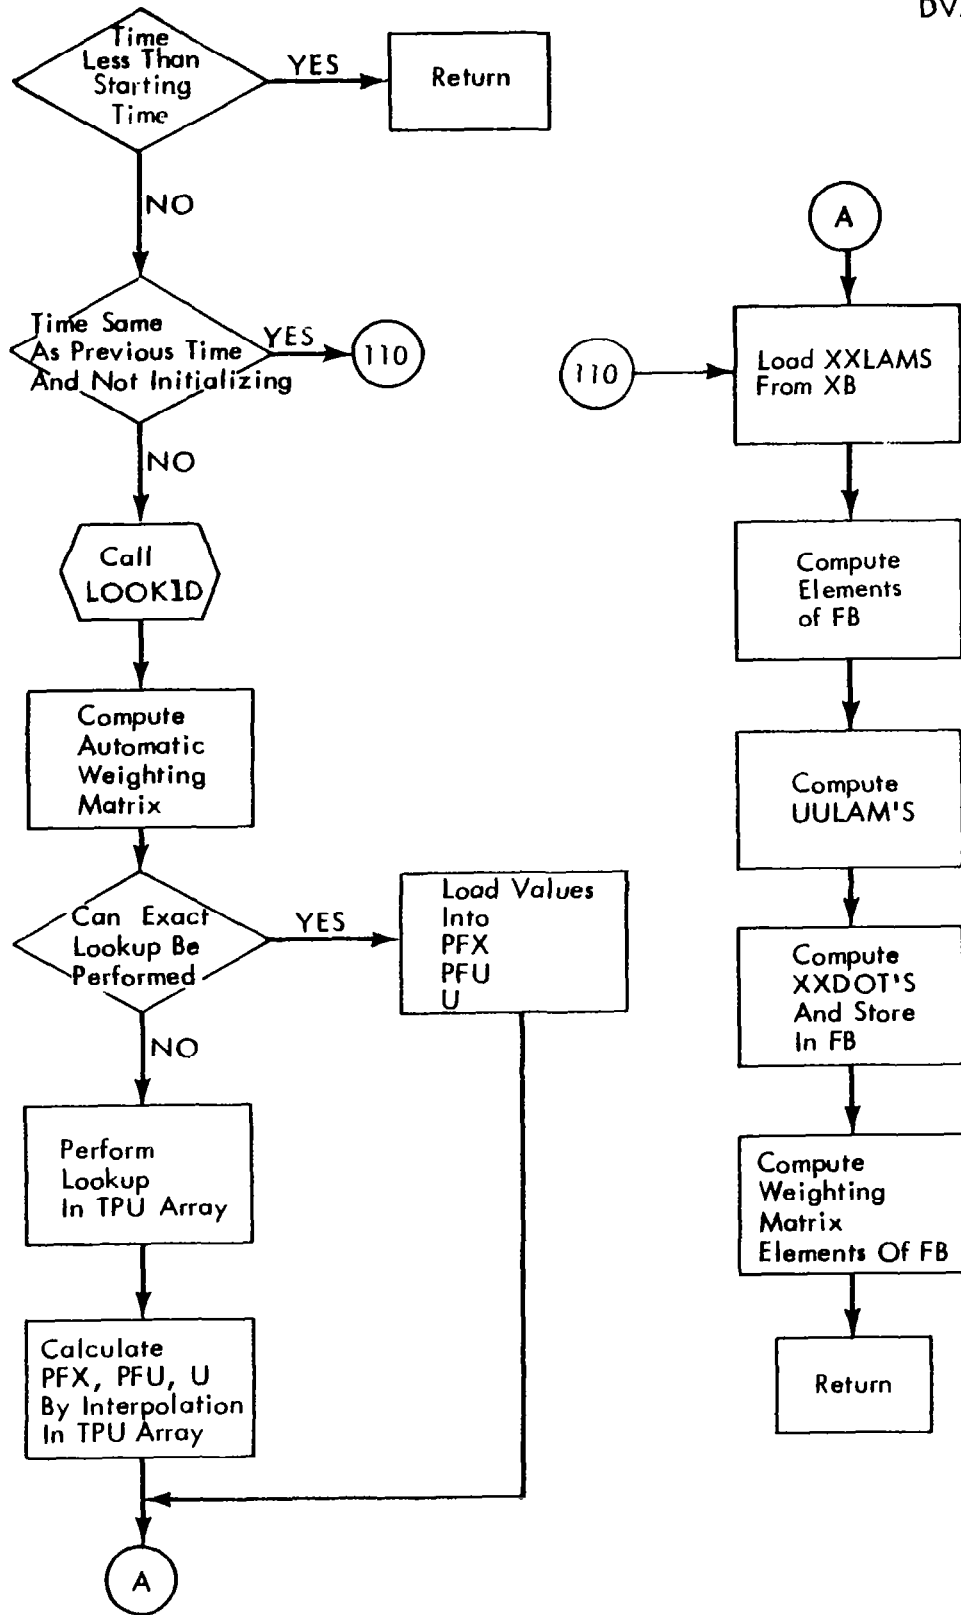 DV
Time
Less Than
Starting
Time
YES
Return
NO
Time Same
As Previous Time
And Not Initializing
YES
110
NO
Call
LOOK1D
Compute
Automatic
Weighting
Matrix
Can Exact
Lookup Be
Performed
YES
Load Values
Into
PFX
PFU
U
NO
Perform
Lookup
In TPU Array
Calculate
PFX, PFU, U
By Interpolation
In TPU Array
A
A
110
Load XXLAMS
From XB
Compute
Elements
of FB
Compute
UULAM'S
Compute
XXDOT'S
And Store
In FB
Compute
Weighting
Matrix
Elements Of FB
Return